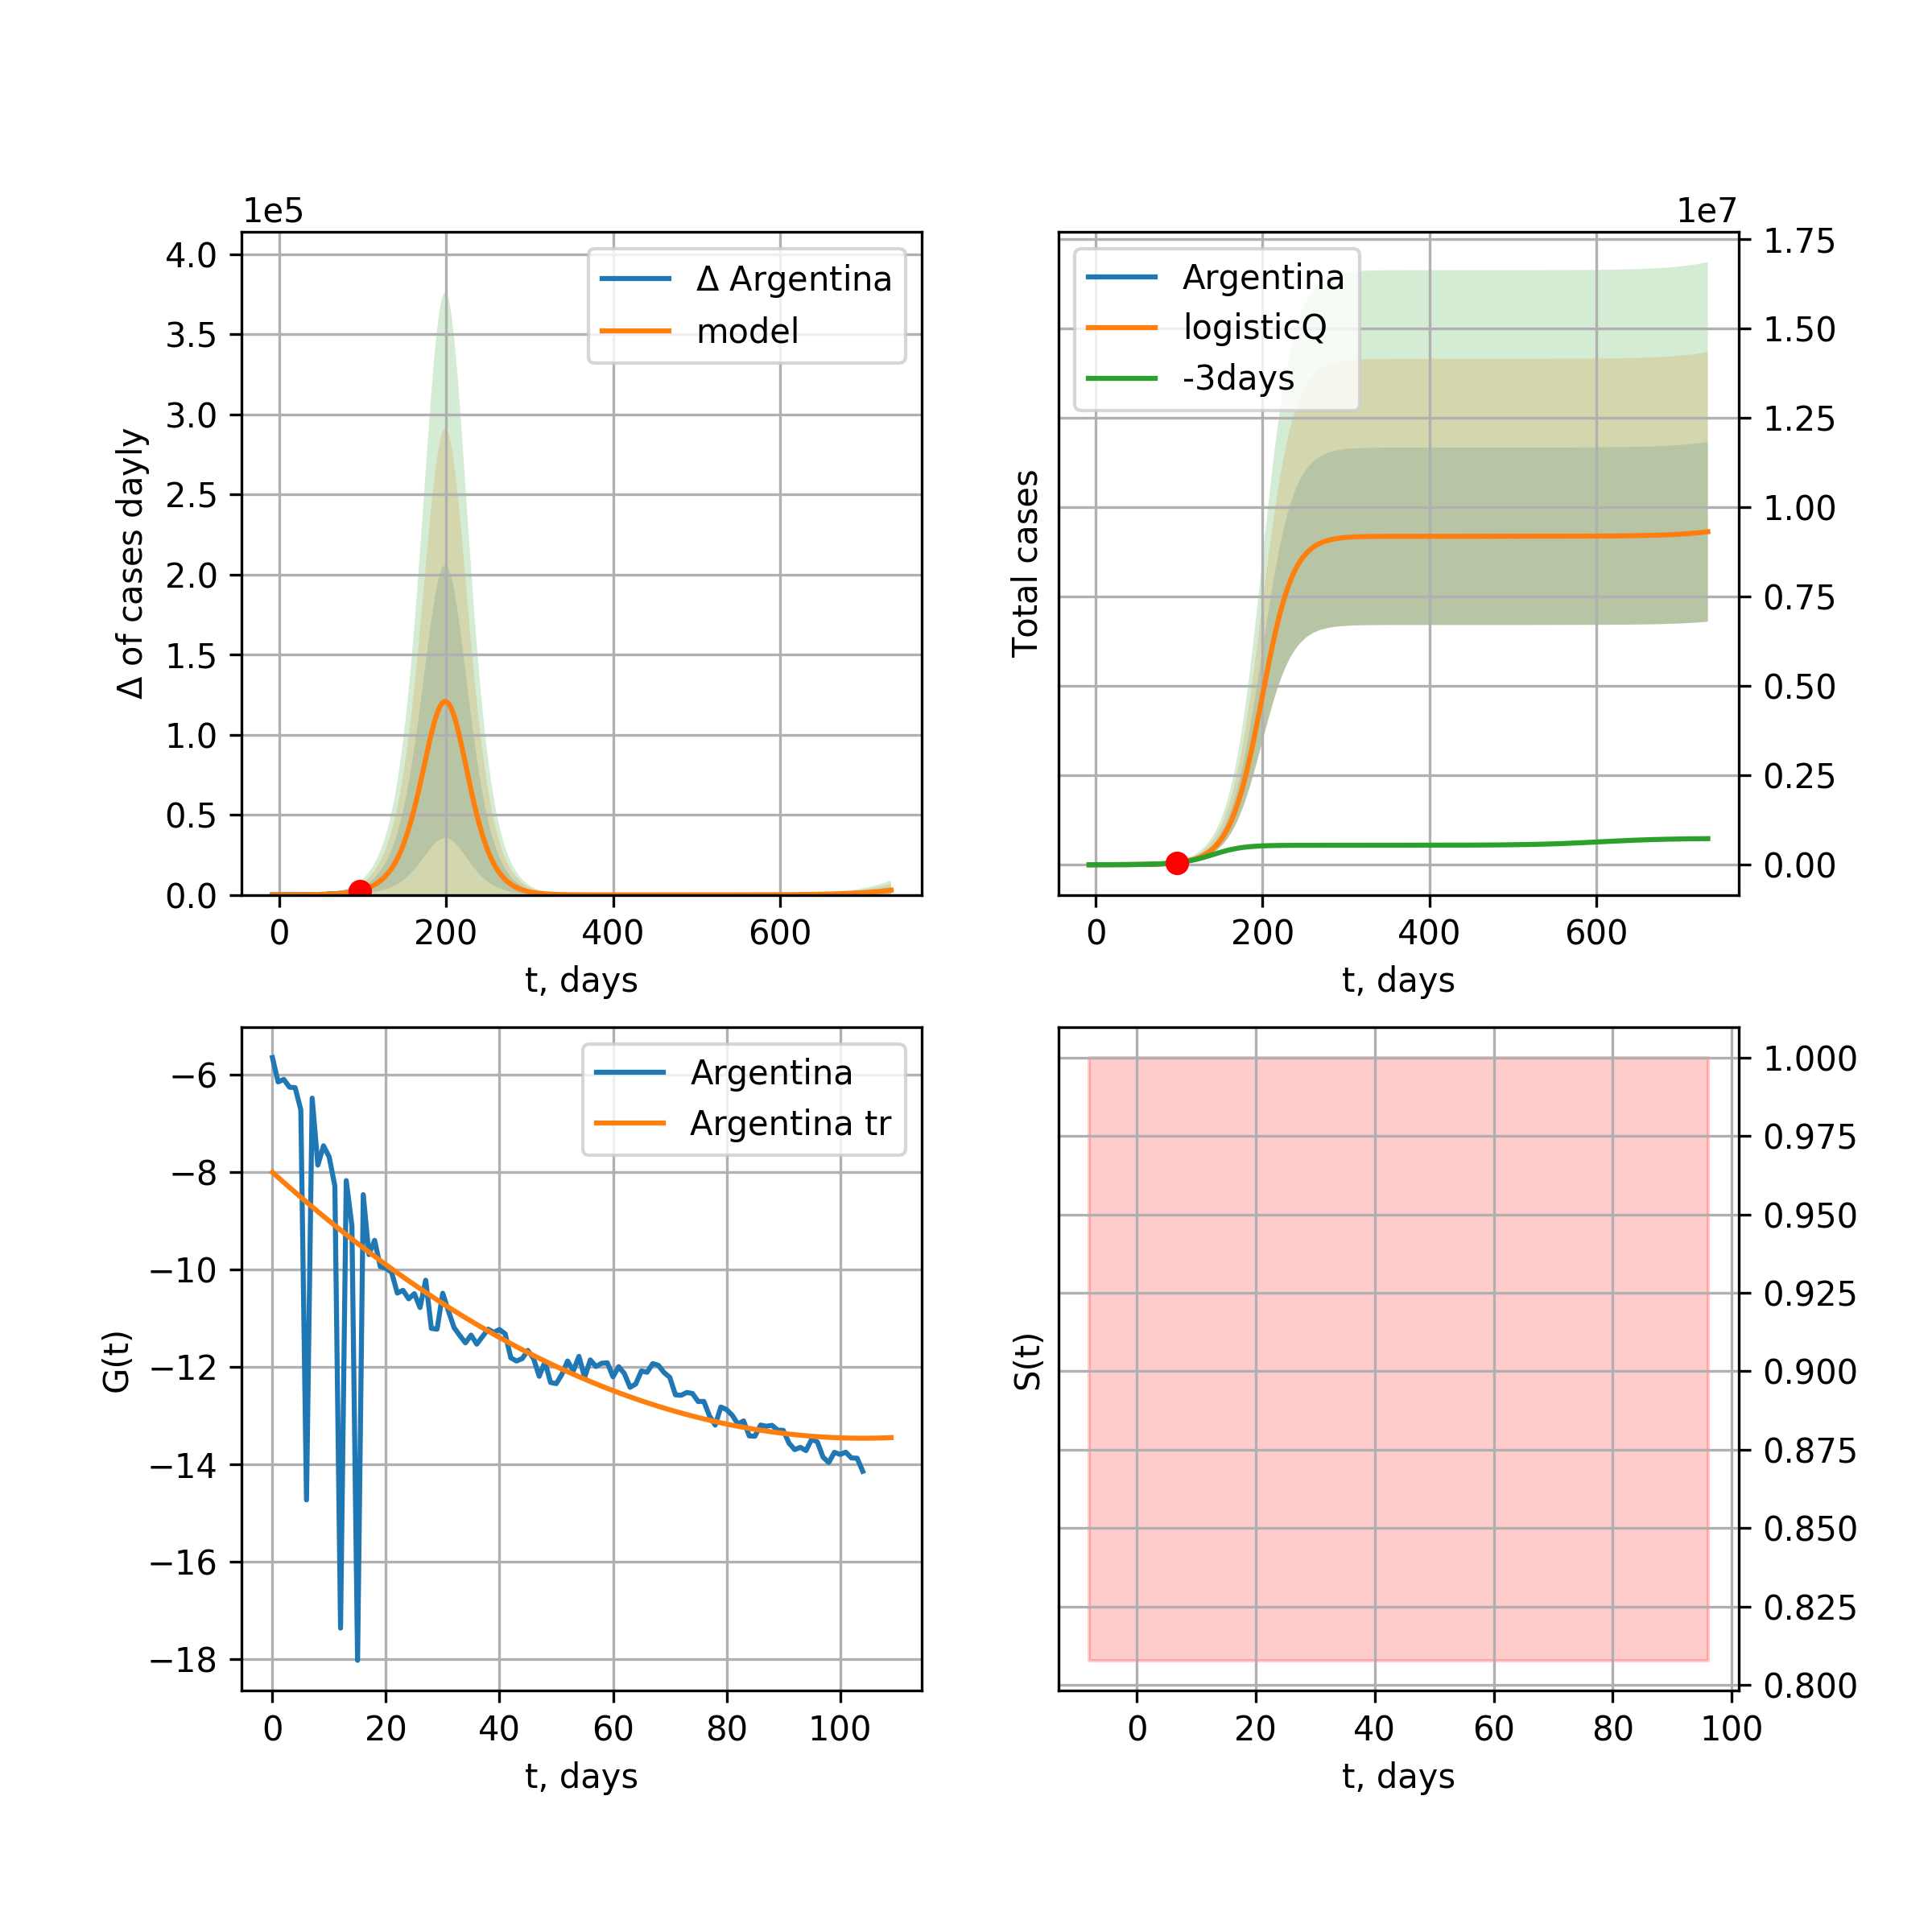 1e5
4.0
3.5
3.0
2.5
2.0
1.5
1.0
0.5
0.0
Δ of cases dayly
Δ Argentina
model
0 200 400 600
t, days
1e7
1.75
1.50
1.25
1.00
0.75
0.50
0.25
0.00
Total cases
Argentina
logisticQ
-3days
0 200 400 600
t, days
−6
−8
−10
−12
−14
−16
−18
G(t)
Argentina
Argentina tr
0 20 40 60 80 100
t, days
1.000
0.975
0.950
0.925
0.900
0.875
0.850
0.825
0.800
S(t)
0 20 40 60 80 100
t, days